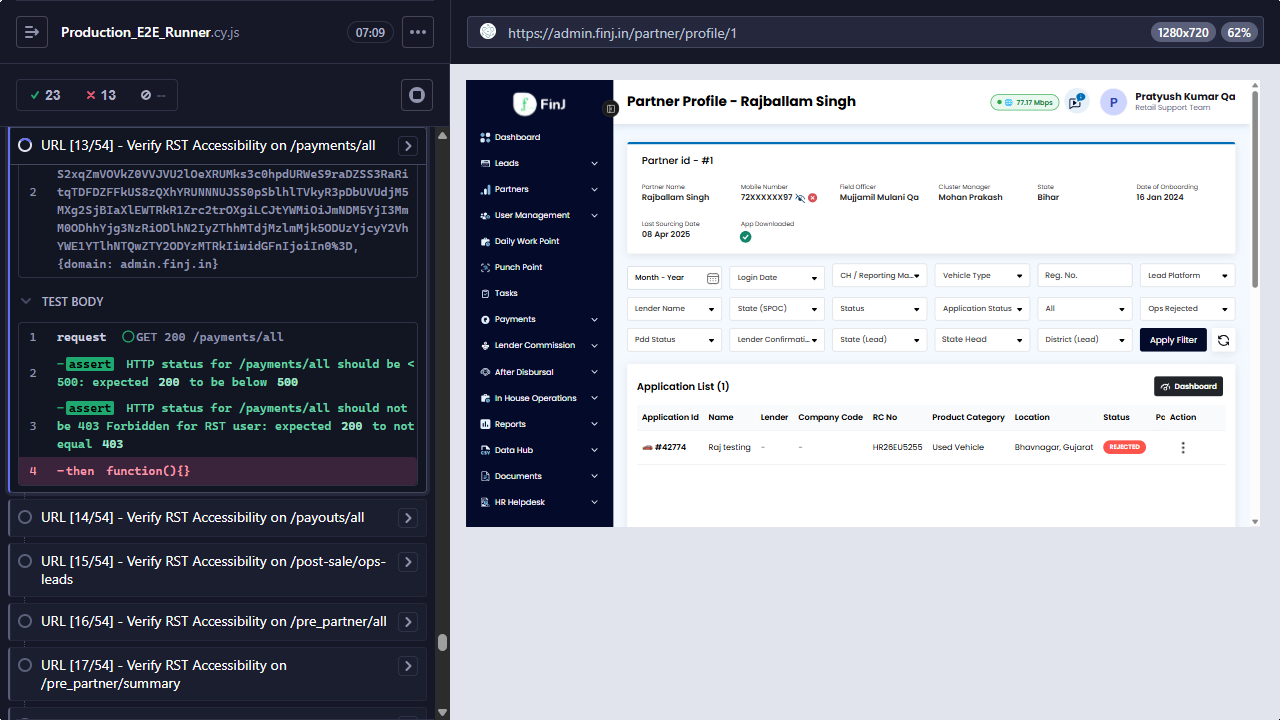 Production_E2E_Runner.cy.js
07:09
https://admin.finj.in/partner/profile/1
1280x720
62%
23
13
--
URL [13/54] - Verify RST Accessibility on /payments/all
2
MXg2SjBIaXlEWTRkR1Zrc2trOXgilCJtYWMiOiJmNDM5YjI3Mm
{domain: admin.finj.in}
TEST BODY
1 request GET 200 /payments/all
2
-assert HTTP status for /payments/all should be <
500: expected 200 to be below 500
-assert HTTP status for /payments/all should not
3 be 403 Forbidden for RST user: expected 200 to not
equal 403
4 -then function(){}
URL [14/54] - Verify RST Accessibility on /payouts/all
URL [15/54] - Verify RST Accessibility on /post-sale/ops-
leads
URL [16/54] - Verify RST Accessibility on /pre_partner/all
URL [17/54] - Verify RST Accessibility on
/pre_partner/summary
FinJ
Dashboard
Leads
Partners
User Management
Daily Work Point
Punch Point
Tasks
Payments
Lender Commission
After Disbursal
In House Operations
Reports
Data Hub
Documents
HR Helpdesk
Partner Profile - Rajballam Singh
77.17 Mbps
P
Pratyush Kumar Qa
Retail Support Team
Partner id - #1
Partner Name Mobile Number Field Officer Cluster Manager State Date of Onboarding
Rajballam Singh 72XXXXXX97 Mujjamil Mulani Qa Mohan Prakash Bihar 16 Jan 2024
Last Sourcing Date App Downloaded
08 Apr 2025
Month - Year Login Date CH / Reporting Ma... Vehicle Type Reg. No. Lead Platform
Lender Name State (SPOC) Status Application Status All Ops Rejected
Pdd Status Lender Confirmati... State (Lead) State Head District (Lead) Apply Filter
Application List (1)
Dashboard
Application Id Name Lender Company Code RC No Product Category Location Status Pc Action
#42774 Raj testing - - HR26EU5255 Used Vehicle Bhavnagar, Gujarat REJECTED